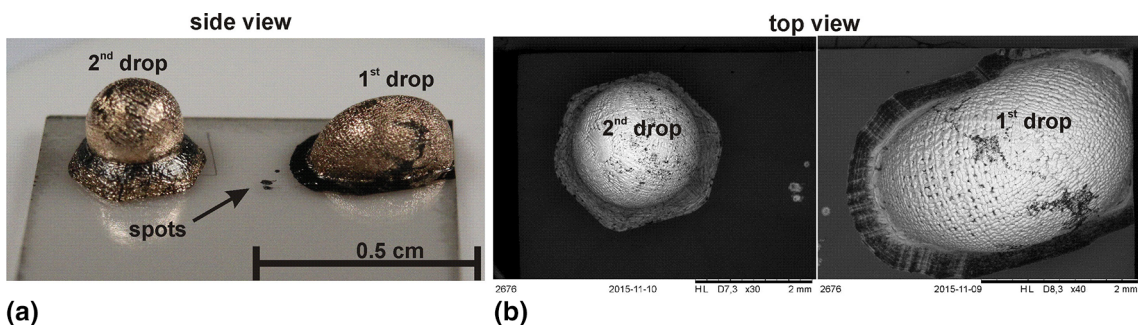 side view
2nd drop
1st drop
spots
0.5 cm
(a)
top view
2nd drop
1st drop
2676 2015-11-10 HL D7,3 x30 2 mm
2676 2015-11-09 HL D8,3 x40 2 mm
(b)